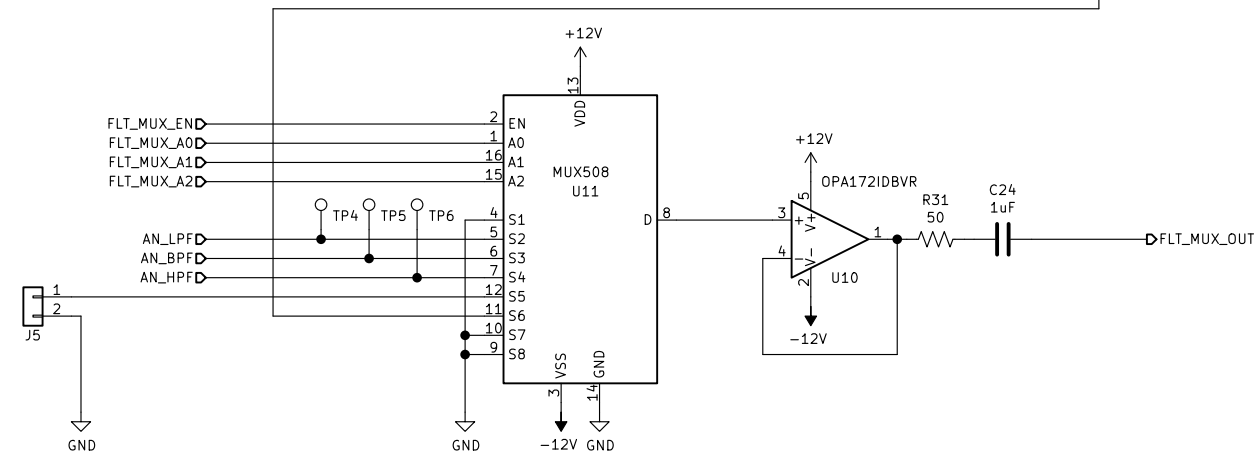 +12V
13
VDD
FLT_MUX_EN
2 EN
FLT_MUX_A0
1 A0
FLT_MUX_A1
16 A1
FLT_MUX_A2
15 A2
MUX508
U11
TP4 TP5 TP6
4 S1
AN_LPF
5 S2
AN_BPF
6 S3
AN_HPF
7 S4
12 S5
11 S6
10 S7
9 S8
D 8
VSS
3
GND
14
-12V GND
GND
J5
1
2
GND
+12V
OPA172IDBVR
5
3 + V+
4 - V-
2
1
U10
-12V
R31
50
C24
1uF
FLT_MUX_OUT